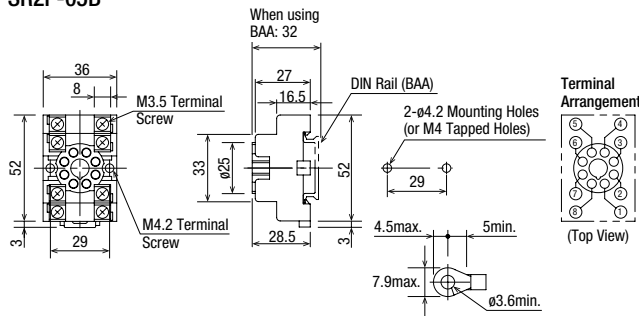 When using
BAA: 32
36
8
M3.5 Terminal
Screw
52
3
29
M4.2 Terminal
Screw
27
16.5
DIN Rail (BAA)
33
ø25
52
28.5
3
2-ø4.2 Mounting Holes
(or M4 Tapped Holes)
29
4.5max.
5min.
7.9max.
ø3.6min.
Terminal
Arrangement
5
4
6
3
7
2
8
1
(Top View)